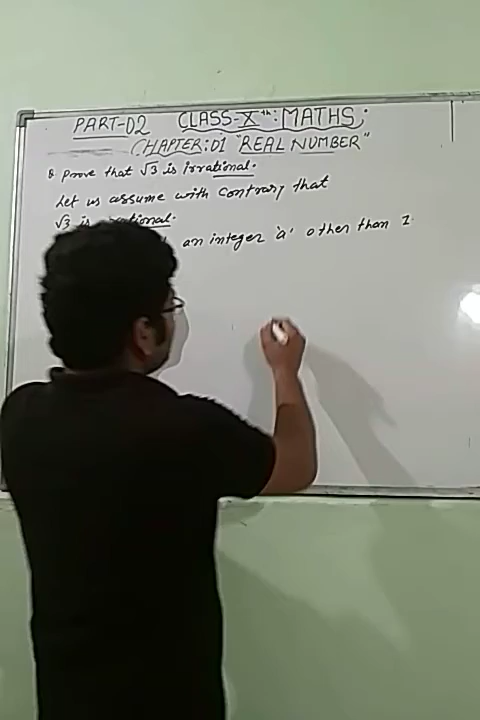 PART-02 CLASS-Xth: MATHS:
CHAPTER:01 "REAL NUMBER"
Q Prove that √3 is irrational.
Let us assume with contrary that
√3 is rational.
an integer 'a' other than 1.